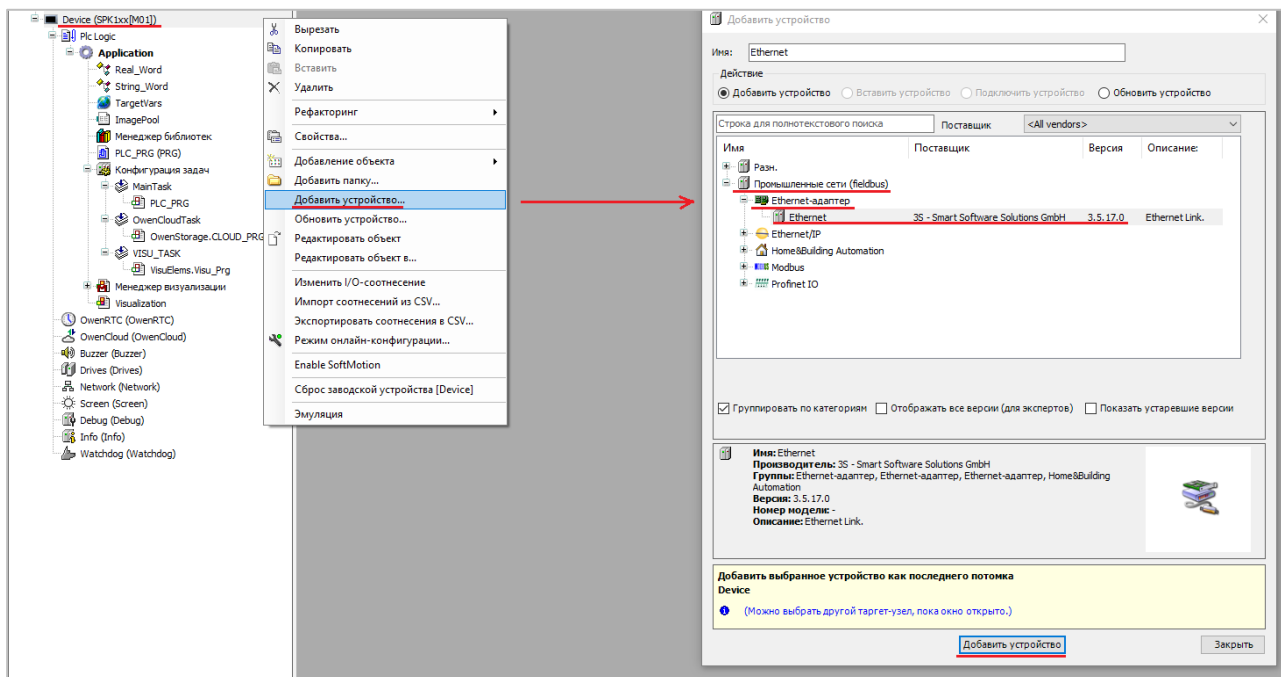 Device (SPK1xx[M01])
Plc Logic
Application
Real_Word
String_Word
TargetVars
ImagePool
Менеджер библиотек
PLC_PRG (PRG)
Конфигурация задач
MainTask
PLC_PRG
OwenCloudTask
OwenStorage.CLOUD_PRG
VISU_TASK
VisuElems.Visu_Prg
Менеджер визуализации
Visualization
OwenRTC (OwenRTC)
OwenCloud (OwenCloud)
Buzzer (Buzzer)
Drives (Drives)
Network (Network)
Screen (Screen)
Debug (Debug)
Info (Info)
Watchdog (Watchdog)
Вырезать
Копировать
Вставить
Удалить
Рефакторинг
Свойства...
Добавление объекта
Добавить папку...
Добавить устройство...
Обновить устройство...
Редактировать объект
Редактировать объект в...
Изменить I/O-соотнесение
Импорт соотнесений из CSV...
Экспортировать соотнесения в CSV...
Режим онлайн-конфигурации...
Enable SoftMotion
Сброс заводской устройства [Device]
Эмуляция
Добавить устройство
Имя: Ethernet
Действие
Добавить устройство Вставить устройство Подключить устройство Обновить устройство
Строка для полнотекстового поиска Поставщик <All vendors>
Имя Поставщик Версия Описание:
Разн.
Промышленные сети (fieldbus)
Ethernet-адаптер
Ethernet 3S - Smart Software Solutions GmbH 3.5.17.0 Ethernet Link.
Ethernet/IP
Home&Building Automation
Modbus
Profinet IO
Группировать по категориям Отображать все версии (для экспертов) Показать устаревшие версии
Имя: Ethernet
Производитель: 3S - Smart Software Solutions GmbH
Группы: Ethernet-адаптер, Ethernet-адаптер, Ethernet-адаптер, Home&Building
Automation
Версия: 3.5.17.0
Номер модели: -
Описание: Ethernet Link.
Добавить выбранное устройство как последнего потомка
Device
(Можно выбрать другой таргет-узел, пока окно открыто.)
Добавить устройство Закрыть